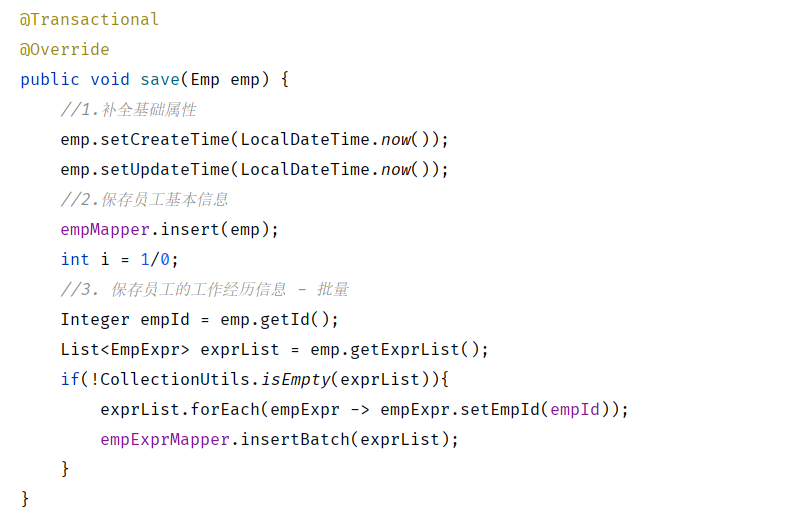 @Transactional
@Override
public void save(Emp emp) {
    //1.补全基础属性
    emp.setCreateTime(LocalDateTime.now());
    emp.setUpdateTime(LocalDateTime.now());
    //2.保存员工基本信息
    empMapper.insert(emp);
    int i = 1/0;
    //3. 保存员工的工作经历信息 - 批量
    Integer empId = emp.getId();
    List<EmpExpr> exprList = emp.getExprList();
    if(!CollectionUtils.isEmpty(exprList)){
        exprList.forEach(empExpr -> empExpr.setEmpId(empId));
        empExprMapper.insertBatch(exprList);
    }
}